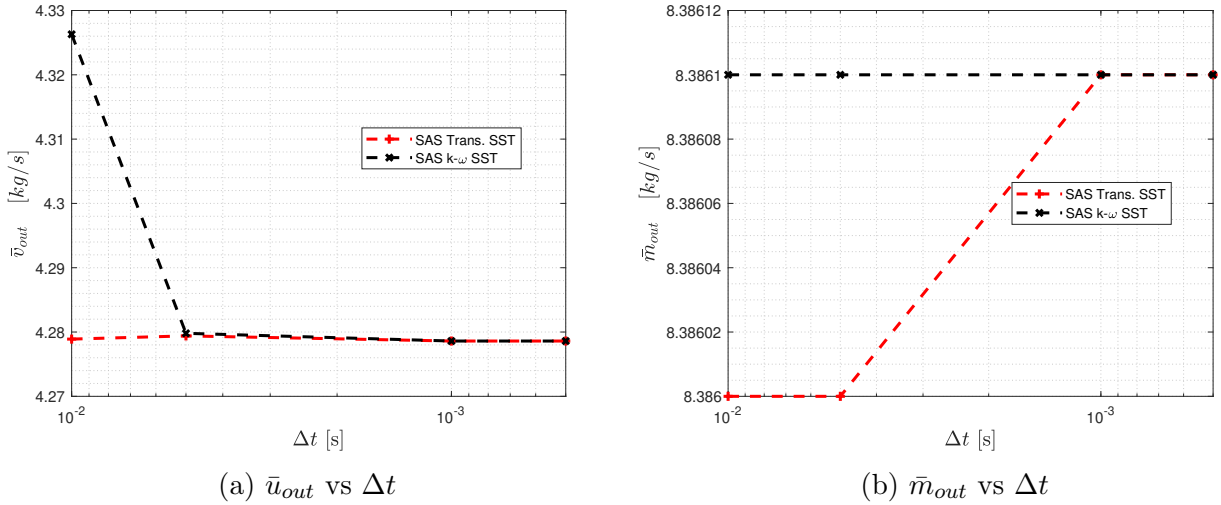 4.33
4.32
4.31
4.3
4.29
4.28
4.27
v̄_out [kg/s]
SAS Trans. SST
SAS k-ω SST
10^-2
10^-3
Δt [s]
(a) ū_out vs Δt
8.38612
8.3861
8.38608
8.38606
8.38604
8.38602
8.386
m̄_out [kg/s]
SAS Trans. SST
SAS k-ω SST
10^-2
10^-3
Δt [s]
(b) m̄_out vs Δt